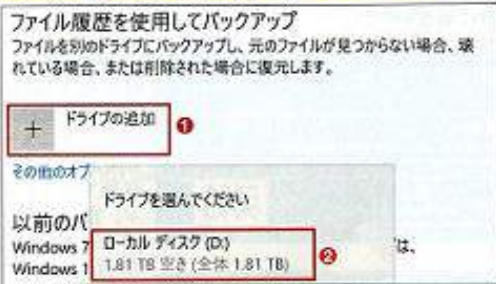 ファイル履歴を使用してバックアップ
ファイルを別のドライブにバックアップし、元のファイルが見つからない場合、壊
れている場合、または削除された場合に復元します。
+ ドライブの追加 ❶
その他のオプ
ドライブを選んでください
以前のバ
Windows 7 ローカル ディスク (D:) は、
Windows 1 1.81 TB 空き (全体 1.81 TB) ❷